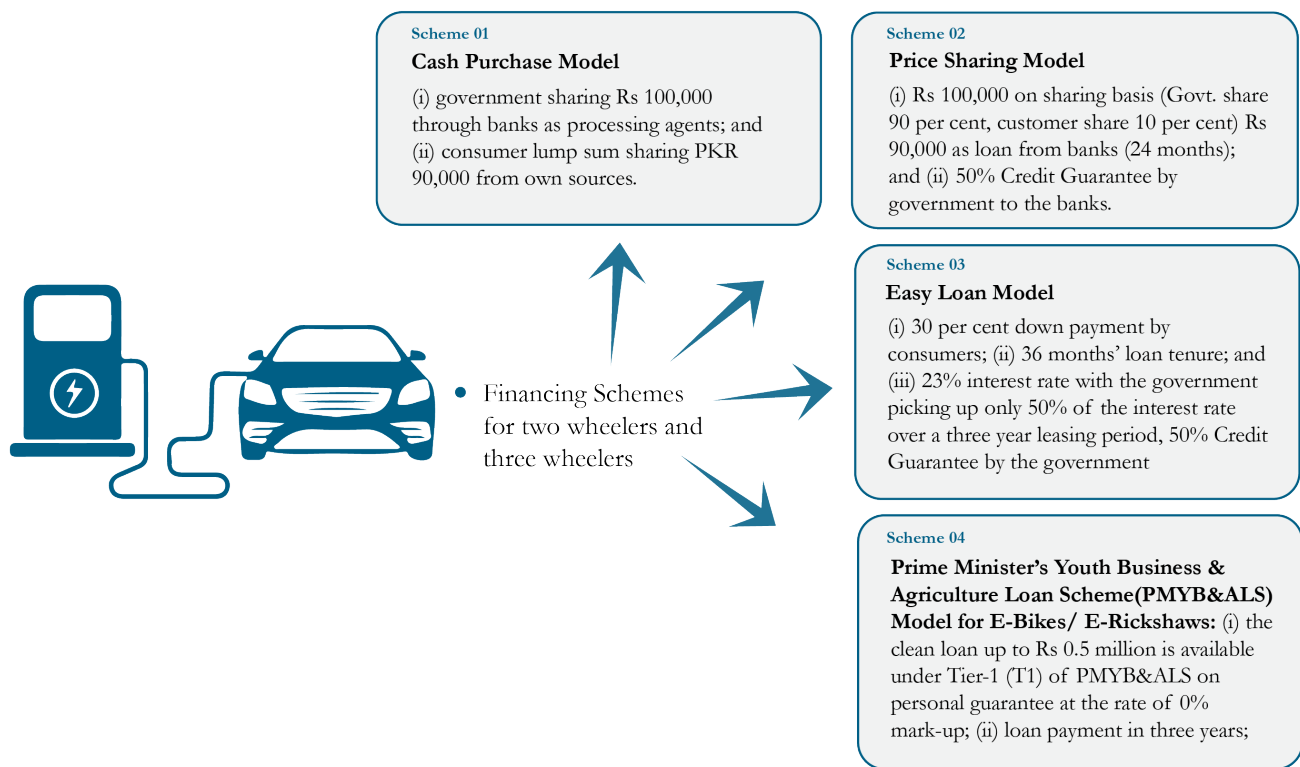 Scheme 01
Cash Purchase Model
(i) government sharing Rs 100,000
through banks as processing agents; and
(ii) consumer lump sum sharing PKR
90,000 from own sources.
Scheme 02
Price Sharing Model
(i) Rs 100,000 on sharing basis (Govt. share
90 per cent, customer share 10 per cent) Rs
90,000 as loan from banks (24 months);
and (ii) 50% Credit Guarantee by
government to the banks.
Scheme 03
Easy Loan Model
(i) 30 per cent down payment by
consumers; (ii) 36 months’ loan tenure; and
(iii) 23% interest rate with the government
picking up only 50% of the interest rate
over a three year leasing period, 50% Credit
Guarantee by the government
• Financing Schemes
for two wheelers and
three wheelers
Scheme 04
Prime Minister’s Youth Business &
Agriculture Loan Scheme(PMYB&ALS)
Model for E-Bikes/ E-Rickshaws: (i) the
clean loan up to Rs 0.5 million is available
under Tier-1 (T1) of PMYB&ALS on
personal guarantee at the rate of 0%
mark-up; (ii) loan payment in three years;